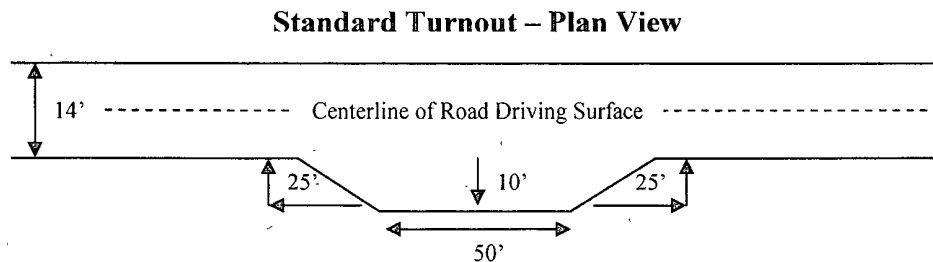 Standard Turnout – Plan View
14'
Centerline of Road Driving Surface
25'
10'
25'
50'